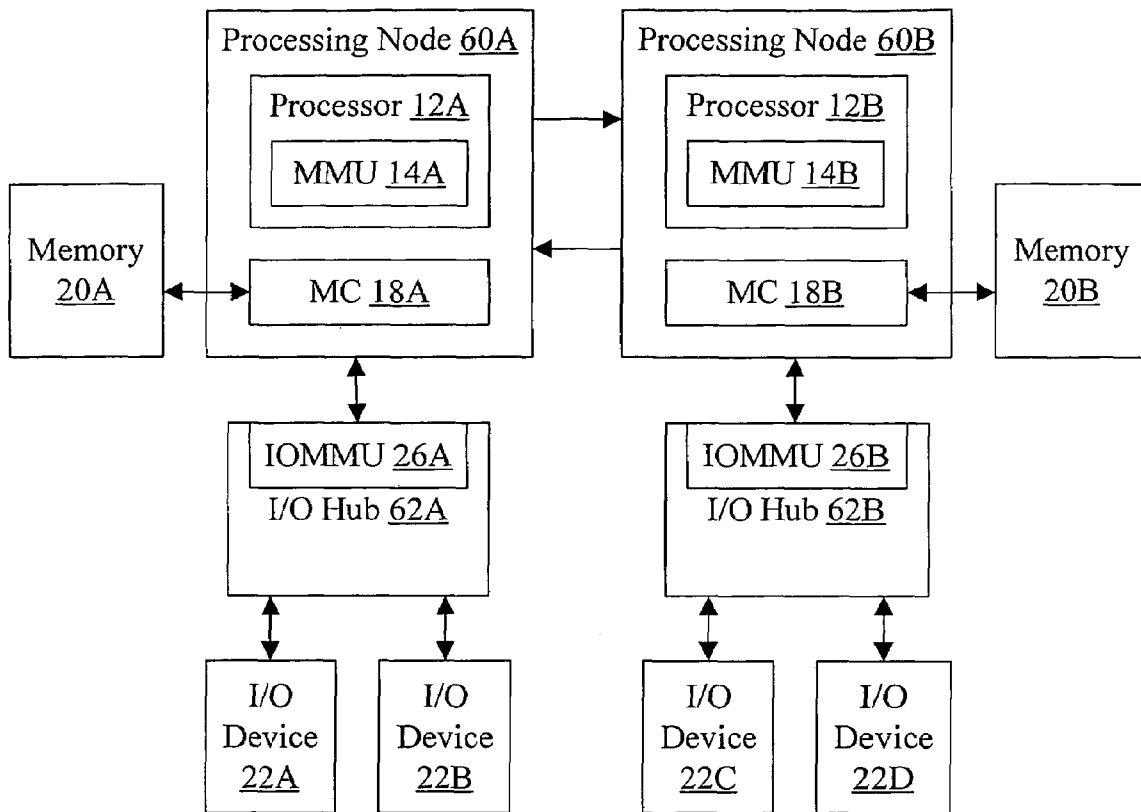 Processing Node 60A
Processor 12A
MMU 14A
MC 18A
Memory
20A
Processing Node 60B
Processor 12B
MMU 14B
MC 18B
Memory
20B
IOMMU 26A
I/O Hub 62A
IOMMU 26B
I/O Hub 62B
I/O
Device
22A
I/O
Device
22B
I/O
Device
22C
I/O
Device
22D